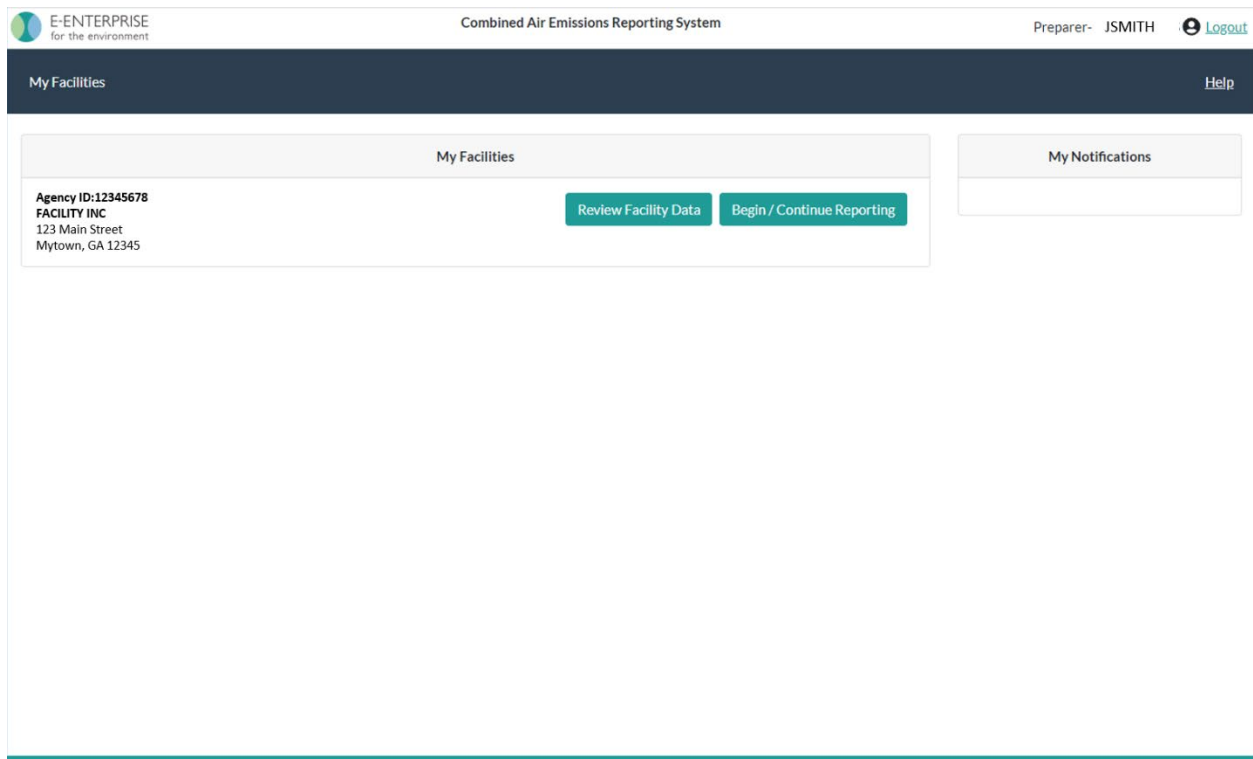 E-ENTERPRISE
for the environment
Combined Air Emissions Reporting System
Preparer- JSMITH
Logout
My Facilities
Help
My Facilities
My Notifications
Agency ID:12345678
FACILITY INC
123 Main Street
Mytown, GA 12345
Review Facility Data
Begin / Continue Reporting